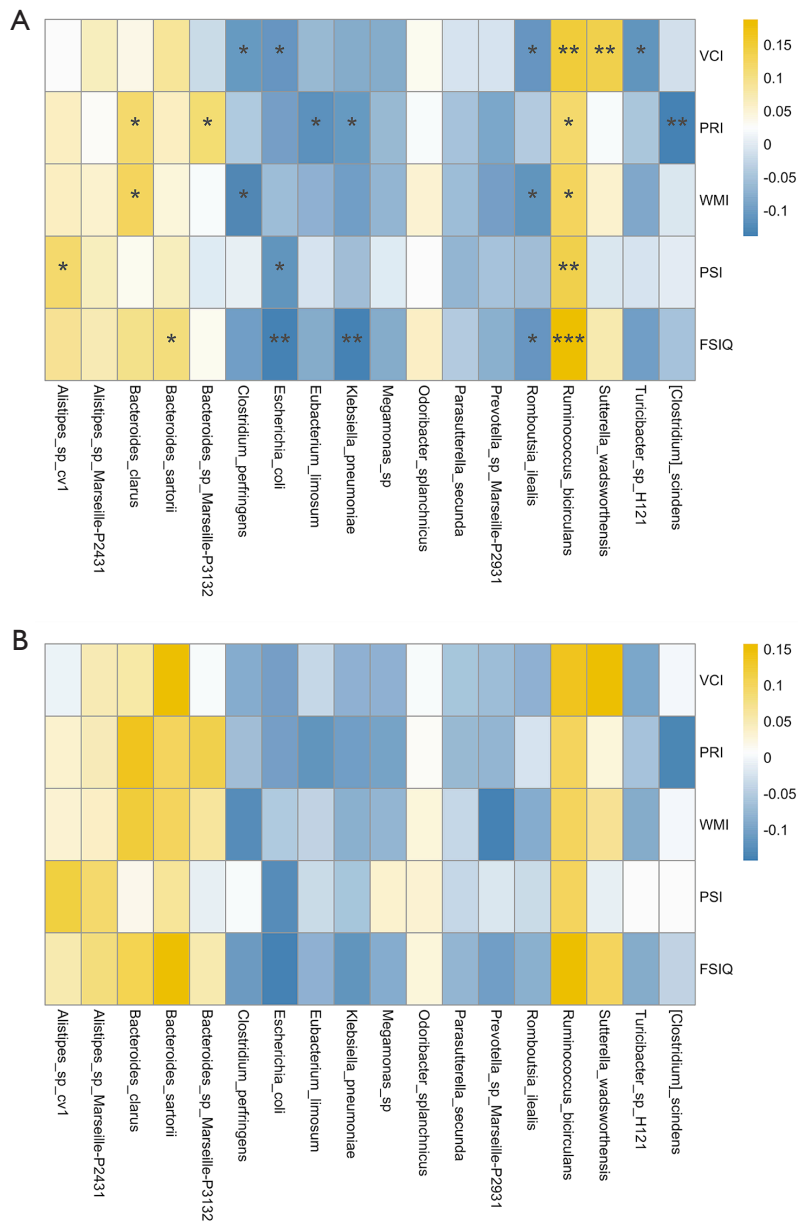 A
* * * ** ** * VCI
* * * * * ** PRI
* * * * WMI
* * ** PSI
* ** ** * *** FSIQ
0.15
0.1
0.05
0
-0.05
-0.1
Alistipes_sp_cv1
Alistipes_sp_Marseille-P2431
Bacteroides_clarus
Bacteroides_sartorii
Bacteroides_sp_Marseille-P3132
Clostridium_perfringens
Escherichia_coli
Eubacterium_limosum
Klebsiella_pneumoniae
Megamonas_sp
Odoribacter_splanchnicus
Parasutterella_secunda
Prevotella_sp_Marseille-P2931
Romboutsia_ilealis
Ruminococcus_bicirculans
Sutterella_wadsworthensis
Turicibacter_sp_H121
[Clostridium]_scindens
B
VCI
PRI
WMI
PSI
FSIQ
0.15
0.1
0.05
0
-0.05
-0.1
Alistipes_sp_cv1
Alistipes_sp_Marseille-P2431
Bacteroides_clarus
Bacteroides_sartorii
Bacteroides_sp_Marseille-P3132
Clostridium_perfringens
Escherichia_coli
Eubacterium_limosum
Klebsiella_pneumoniae
Megamonas_sp
Odoribacter_splanchnicus
Parasutterella_secunda
Prevotella_sp_Marseille-P2931
Romboutsia_ilealis
Ruminococcus_bicirculans
Sutterella_wadsworthensis
Turicibacter_sp_H121
[Clostridium]_scindens